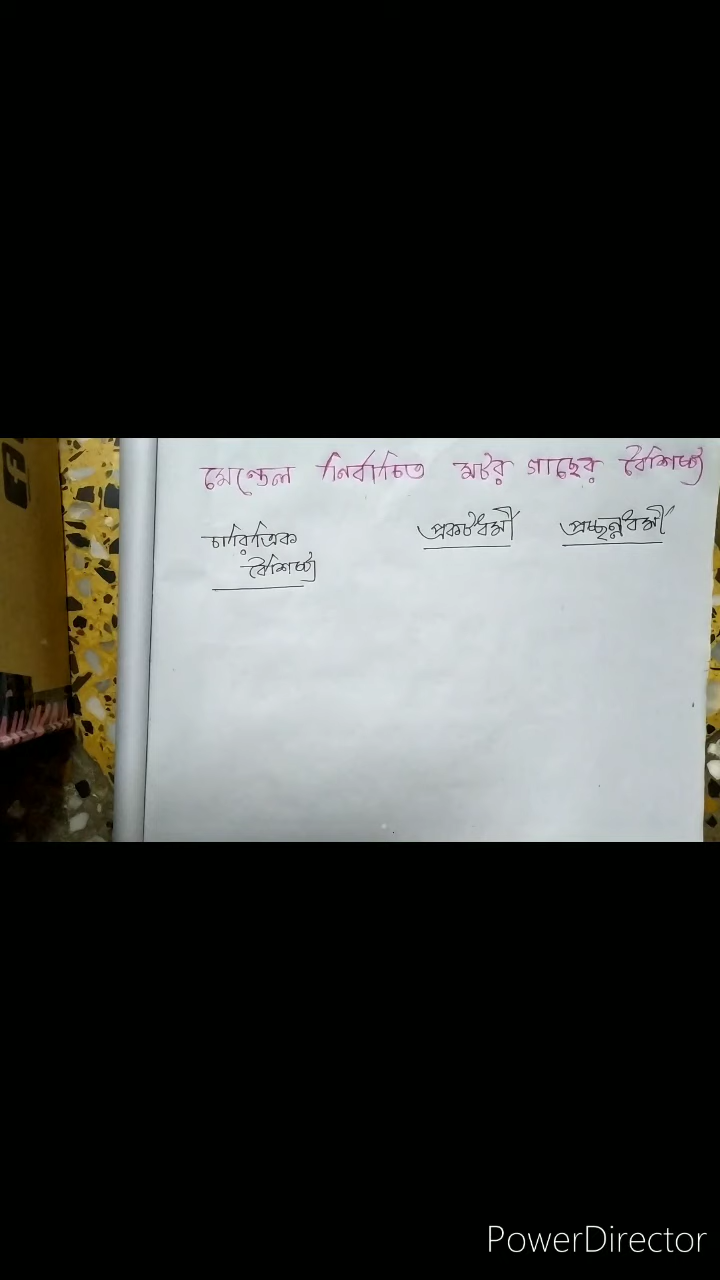 মেন্ডেল নির্বাচিত মটর গাছের বৈশিষ্ট্য
চারিত্রিক প্রকটধর্মী প্রচ্ছন্নধর্মী
বৈশিষ্ট্য
PowerDirector